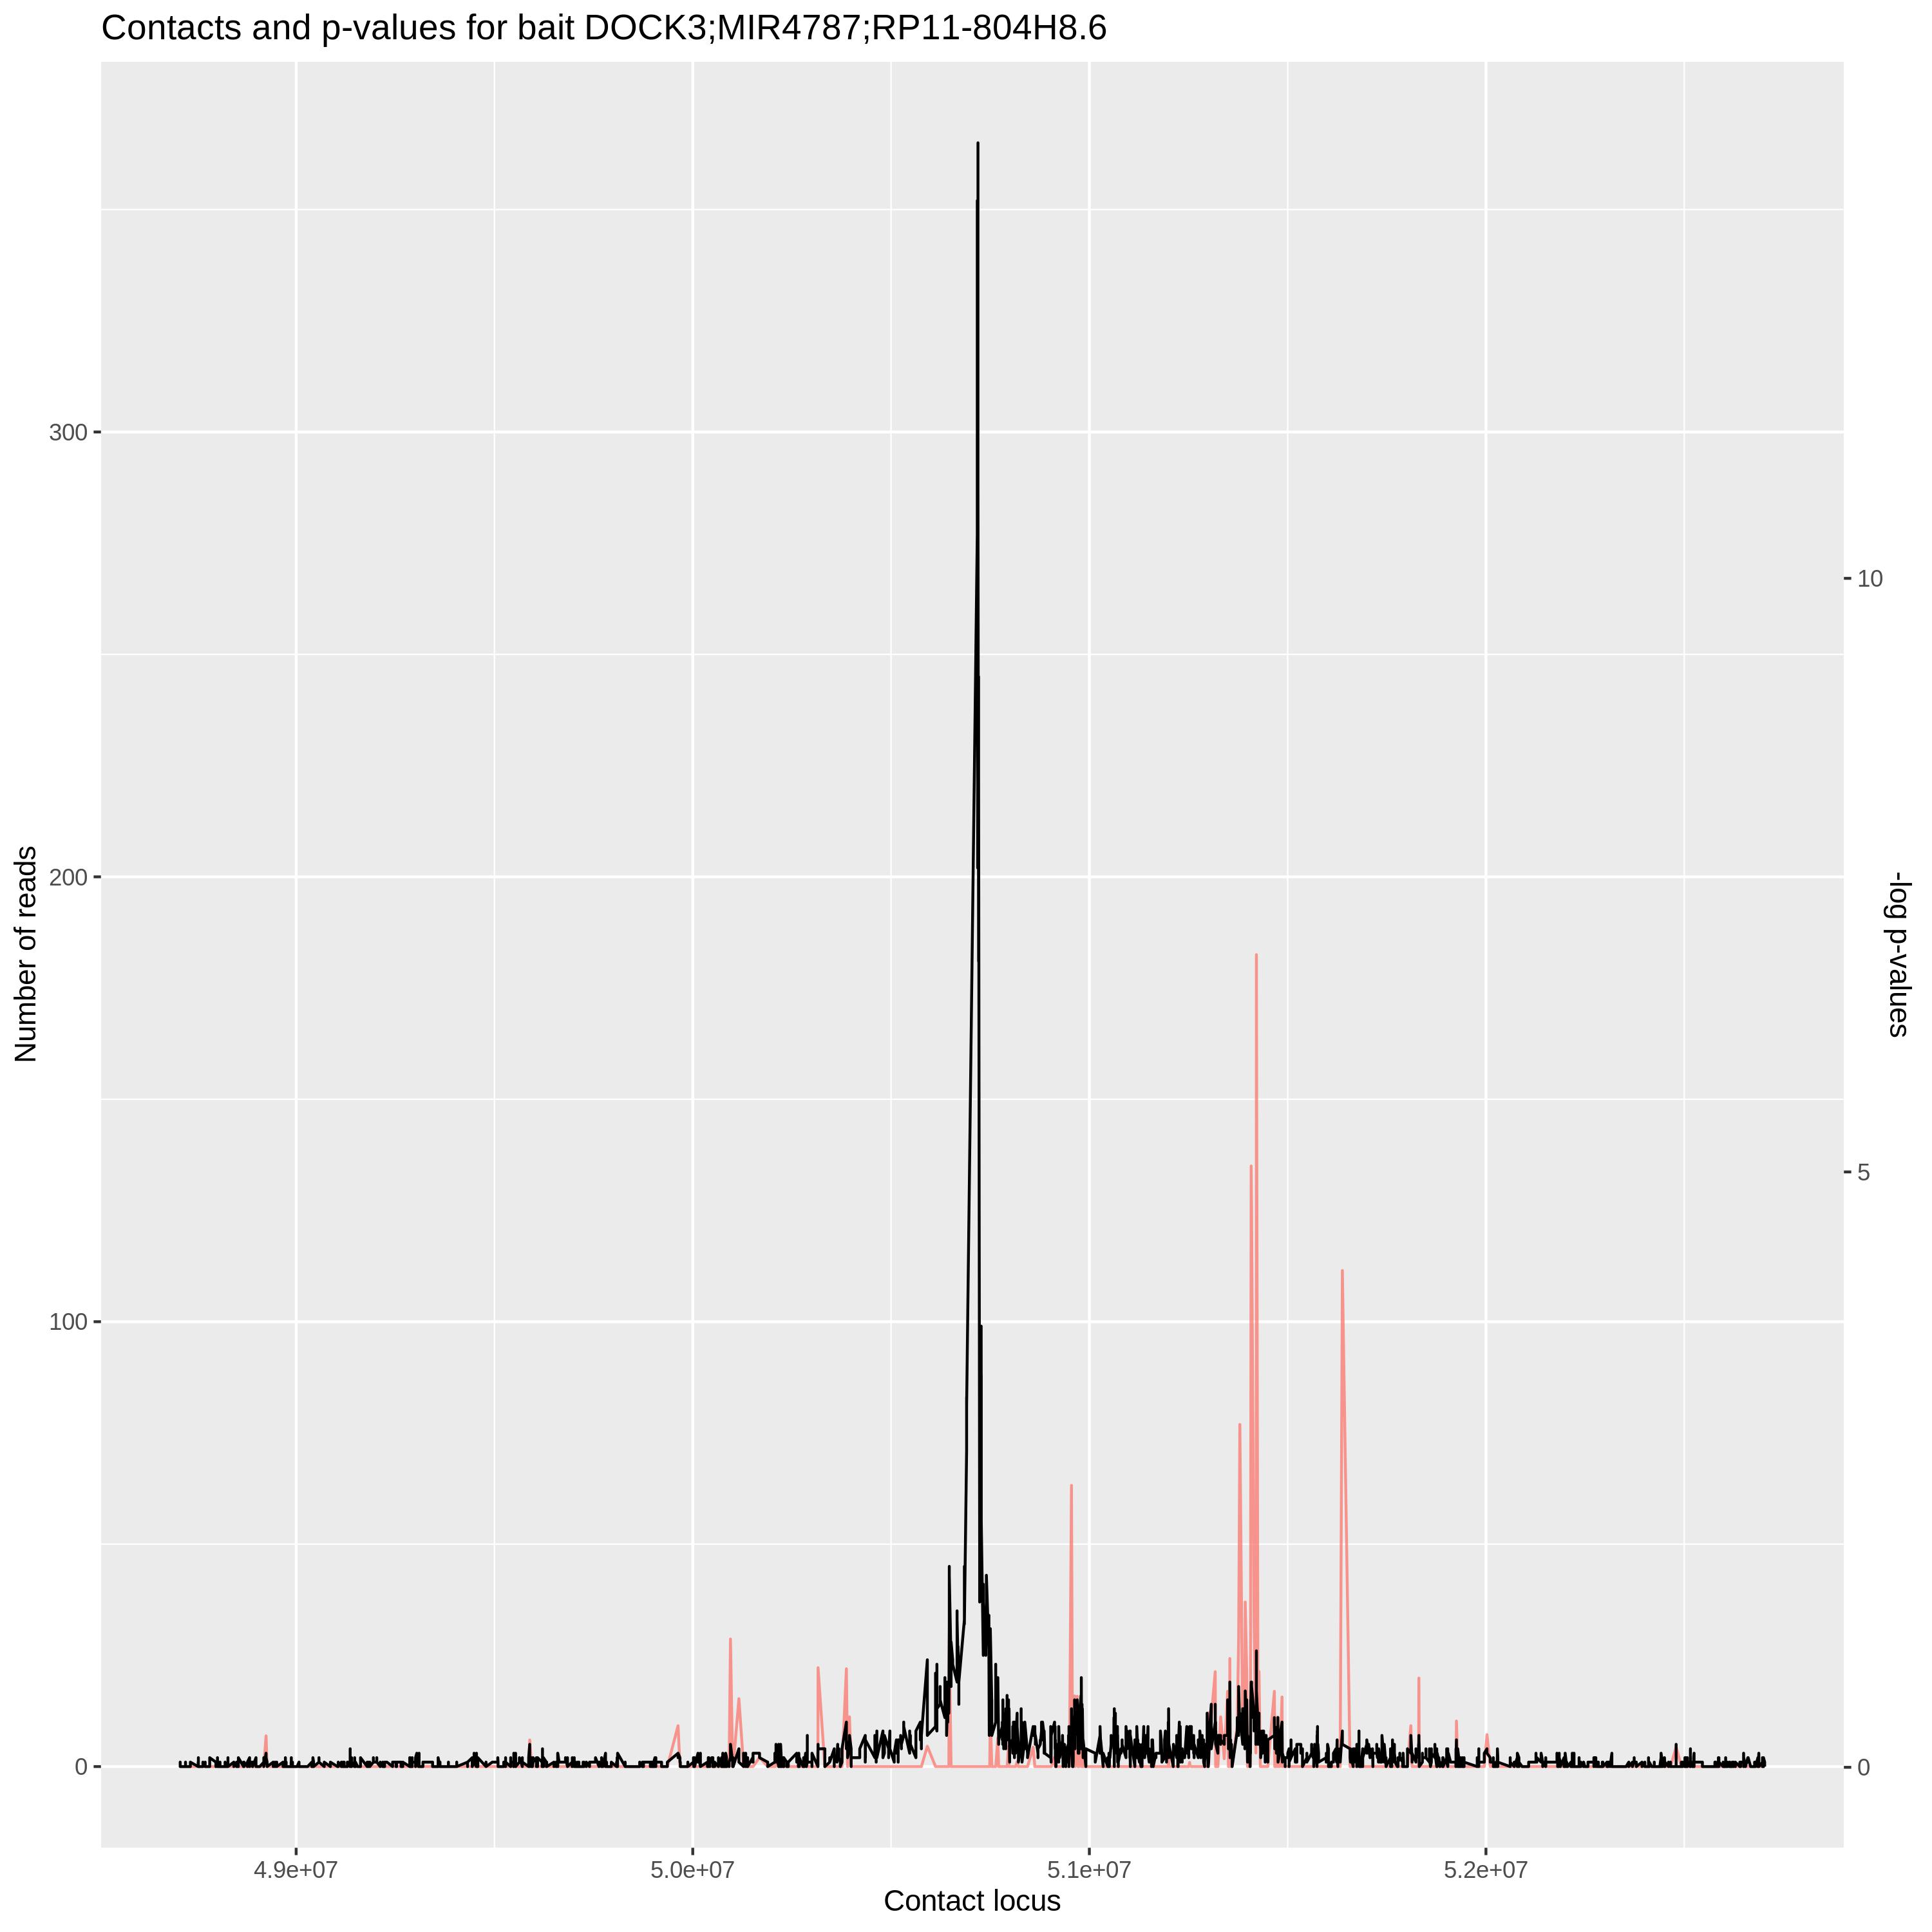 Contacts and p-values for bait DOCK3;MIR4787;RP11-804H8.6
300
200
100
0
Number of reads
10
5
0
-log p-values
4.9e+07
5.0e+07
5.1e+07
5.2e+07
Contact locus